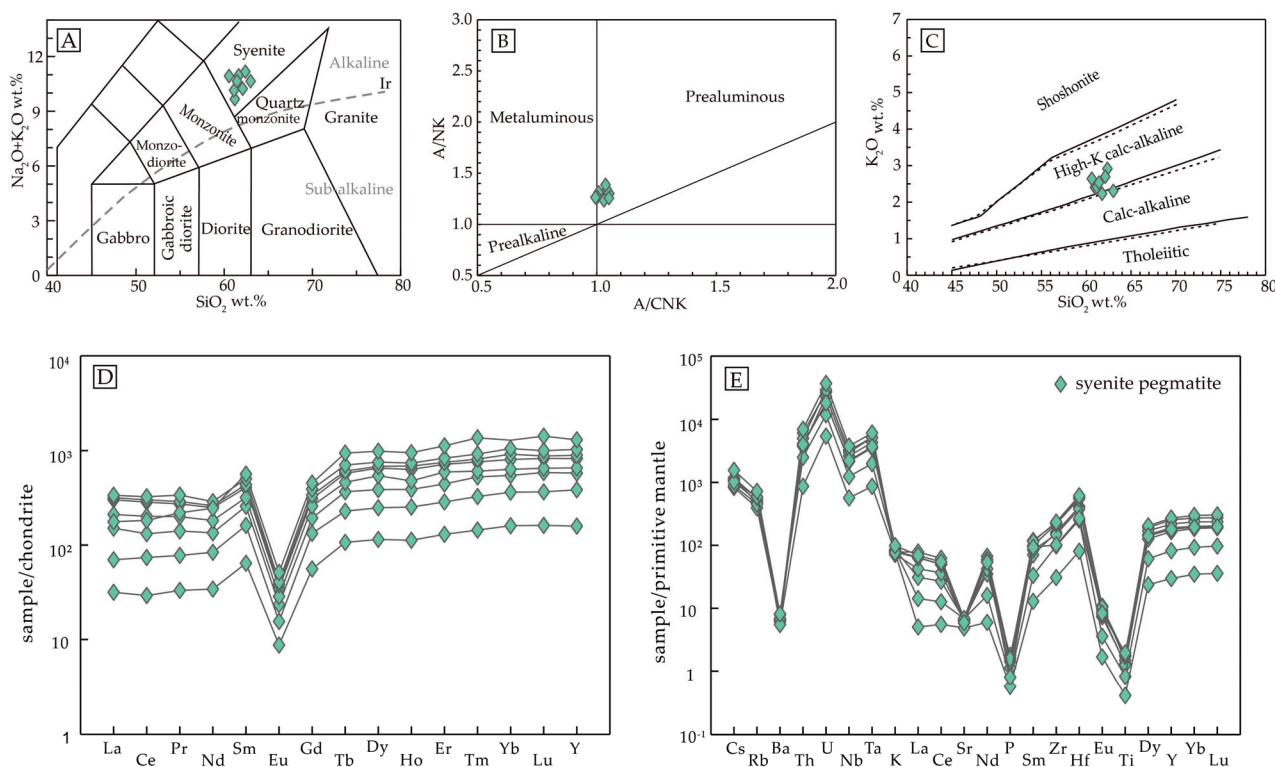 A
Na2O+K2O wt.%
12
9
6
3
0
40
50
60
70
80
SiO2 wt.%
Syenite
Alkaline
Ir
Quartz
monzonite
Granite
Monzonite
Monzo-
diorite
Sub-alkaline
Gabbro
Gabbroic
diorite
Diorite
Granodiorite
B
A/NK
3.0
2.5
2.0
1.5
1.0
0.5
0.5
1.0
2.0
A/CNK
Metaluminous
Prealuminous
Prealkaline
C
K2O wt.%
7
6
5
4
3
2
1
0
40
45
50
55
60
65
70
75
80
SiO2 wt.%
Shoshonite
High-K calc-alkaline
Calc-alkaline
Tholeiitic
D
sample/chondrite
10^4
10^3
10^2
10
1
La
Ce
Pr
Nd
Sm
Eu
Gd
Tb
Dy
Ho
Er
Tm
Yb
Lu
Y
E
syenite pegmatite
sample/primitive mantle
10^5
10^4
10^3
10^2
10
1
10^-1
Cs
Rb
Ba
Th
U
Nb
Ta
K
La
Ce
Sr
Nd
P
Sm
Zr
Hf
Eu
Ti
Dy
Y
Yb
Lu